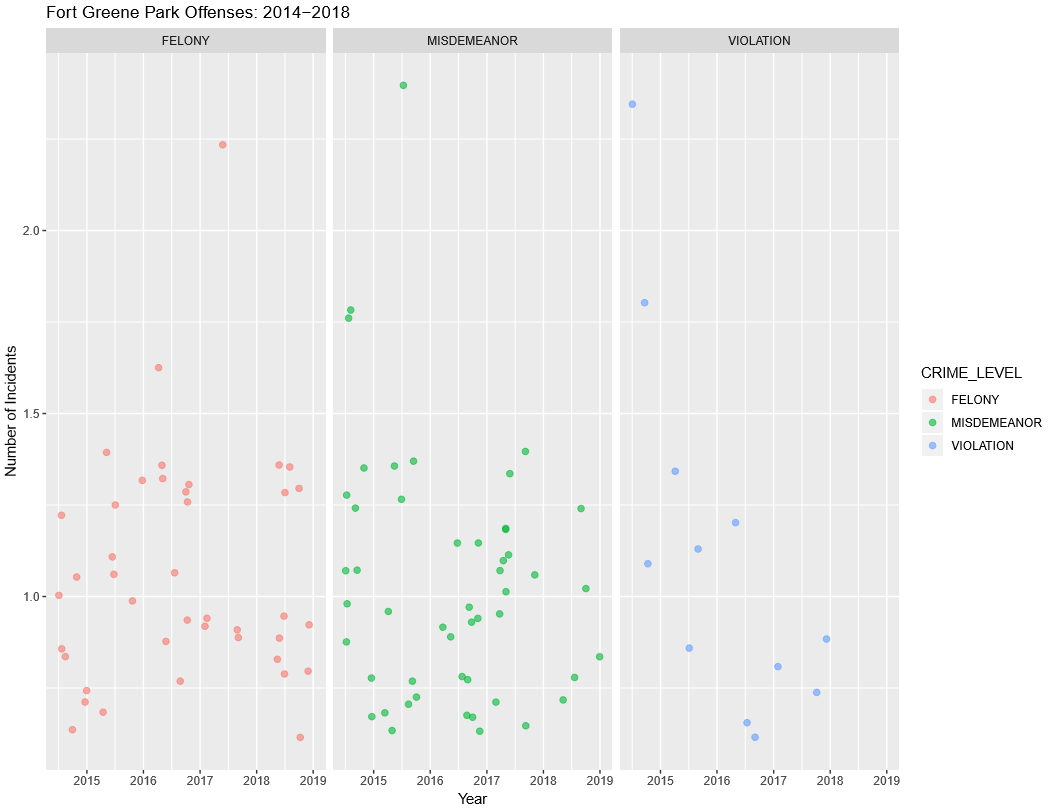 Fort Greene Park Offenses: 2014−2018
FELONY
MISDEMEANOR
VIOLATION
Number of Incidents
2.0
1.5
1.0
2015 2016 2017 2018 2019
2015 2016 2017 2018 2019
2015 2016 2017 2018 2019
Year
CRIME_LEVEL
FELONY
MISDEMEANOR
VIOLATION